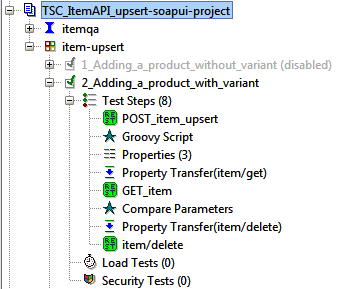 TSC_ItemAPI_upsert-soapui-project
itemqa
item-upsert
1_Adding_a_product_without_variant (disabled)
2_Adding_a_product_with_variant
Test Steps (8)
POST_item_upsert
Groovy Script
Properties (3)
Property Transfer(item/get)
GET_item
Compare Parameters
Property Transfer(item/delete)
item/delete
Load Tests (0)
Security Tests (0)